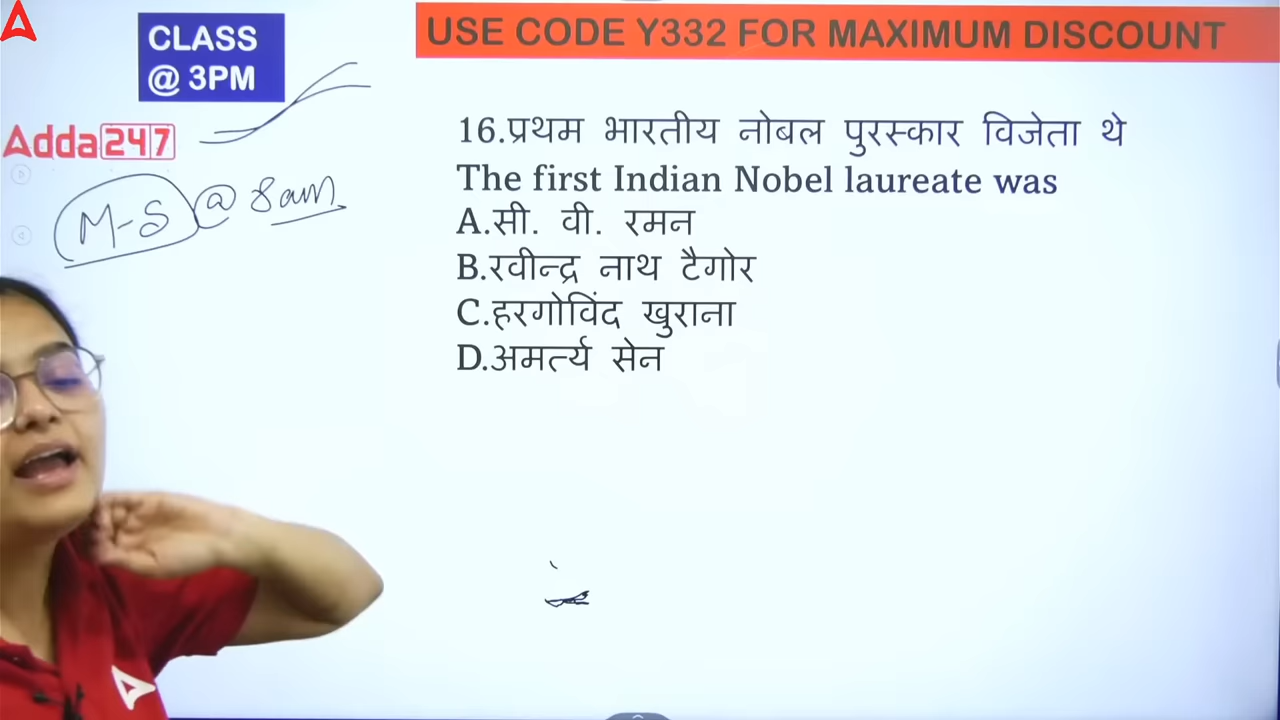 CLASS
@ 3PM
USE CODE Y332 FOR MAXIMUM DISCOUNT
Adda247
M-S @ 8am
16.प्रथम भारतीय नोबल पुरस्कार विजेता थे
The first Indian Nobel laureate was
A.सी. वी. रमन
B.रवीन्द्र नाथ टैगोर
C.हरगोविंद खुराना
D.अमर्त्य सेन